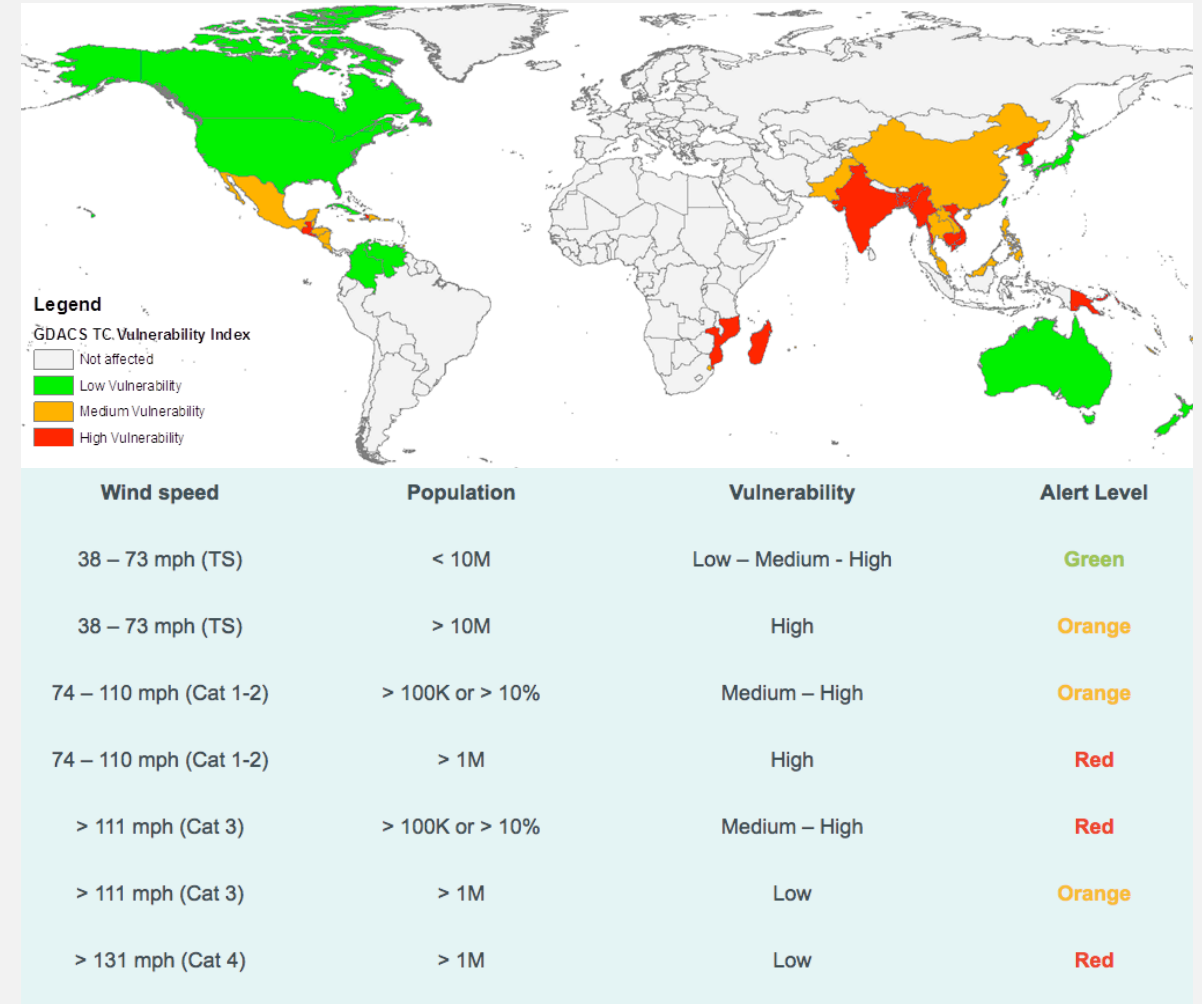 Legend
GDACS TC Vulnerability Index
Not affected
Low Vulnerability
Medium Vulnerability
High Vulnerability
Wind speed Population Vulnerability Alert Level
38 – 73 mph (TS) < 10M Low – Medium - High Green
38 – 73 mph (TS) > 10M High Orange
74 – 110 mph (Cat 1-2) > 100K or > 10% Medium – High Orange
74 – 110 mph (Cat 1-2) > 1M High Red
> 111 mph (Cat 3) > 100K or > 10% Medium – High Red
> 111 mph (Cat 3) > 1M Low Orange
> 131 mph (Cat 4) > 1M Low Red